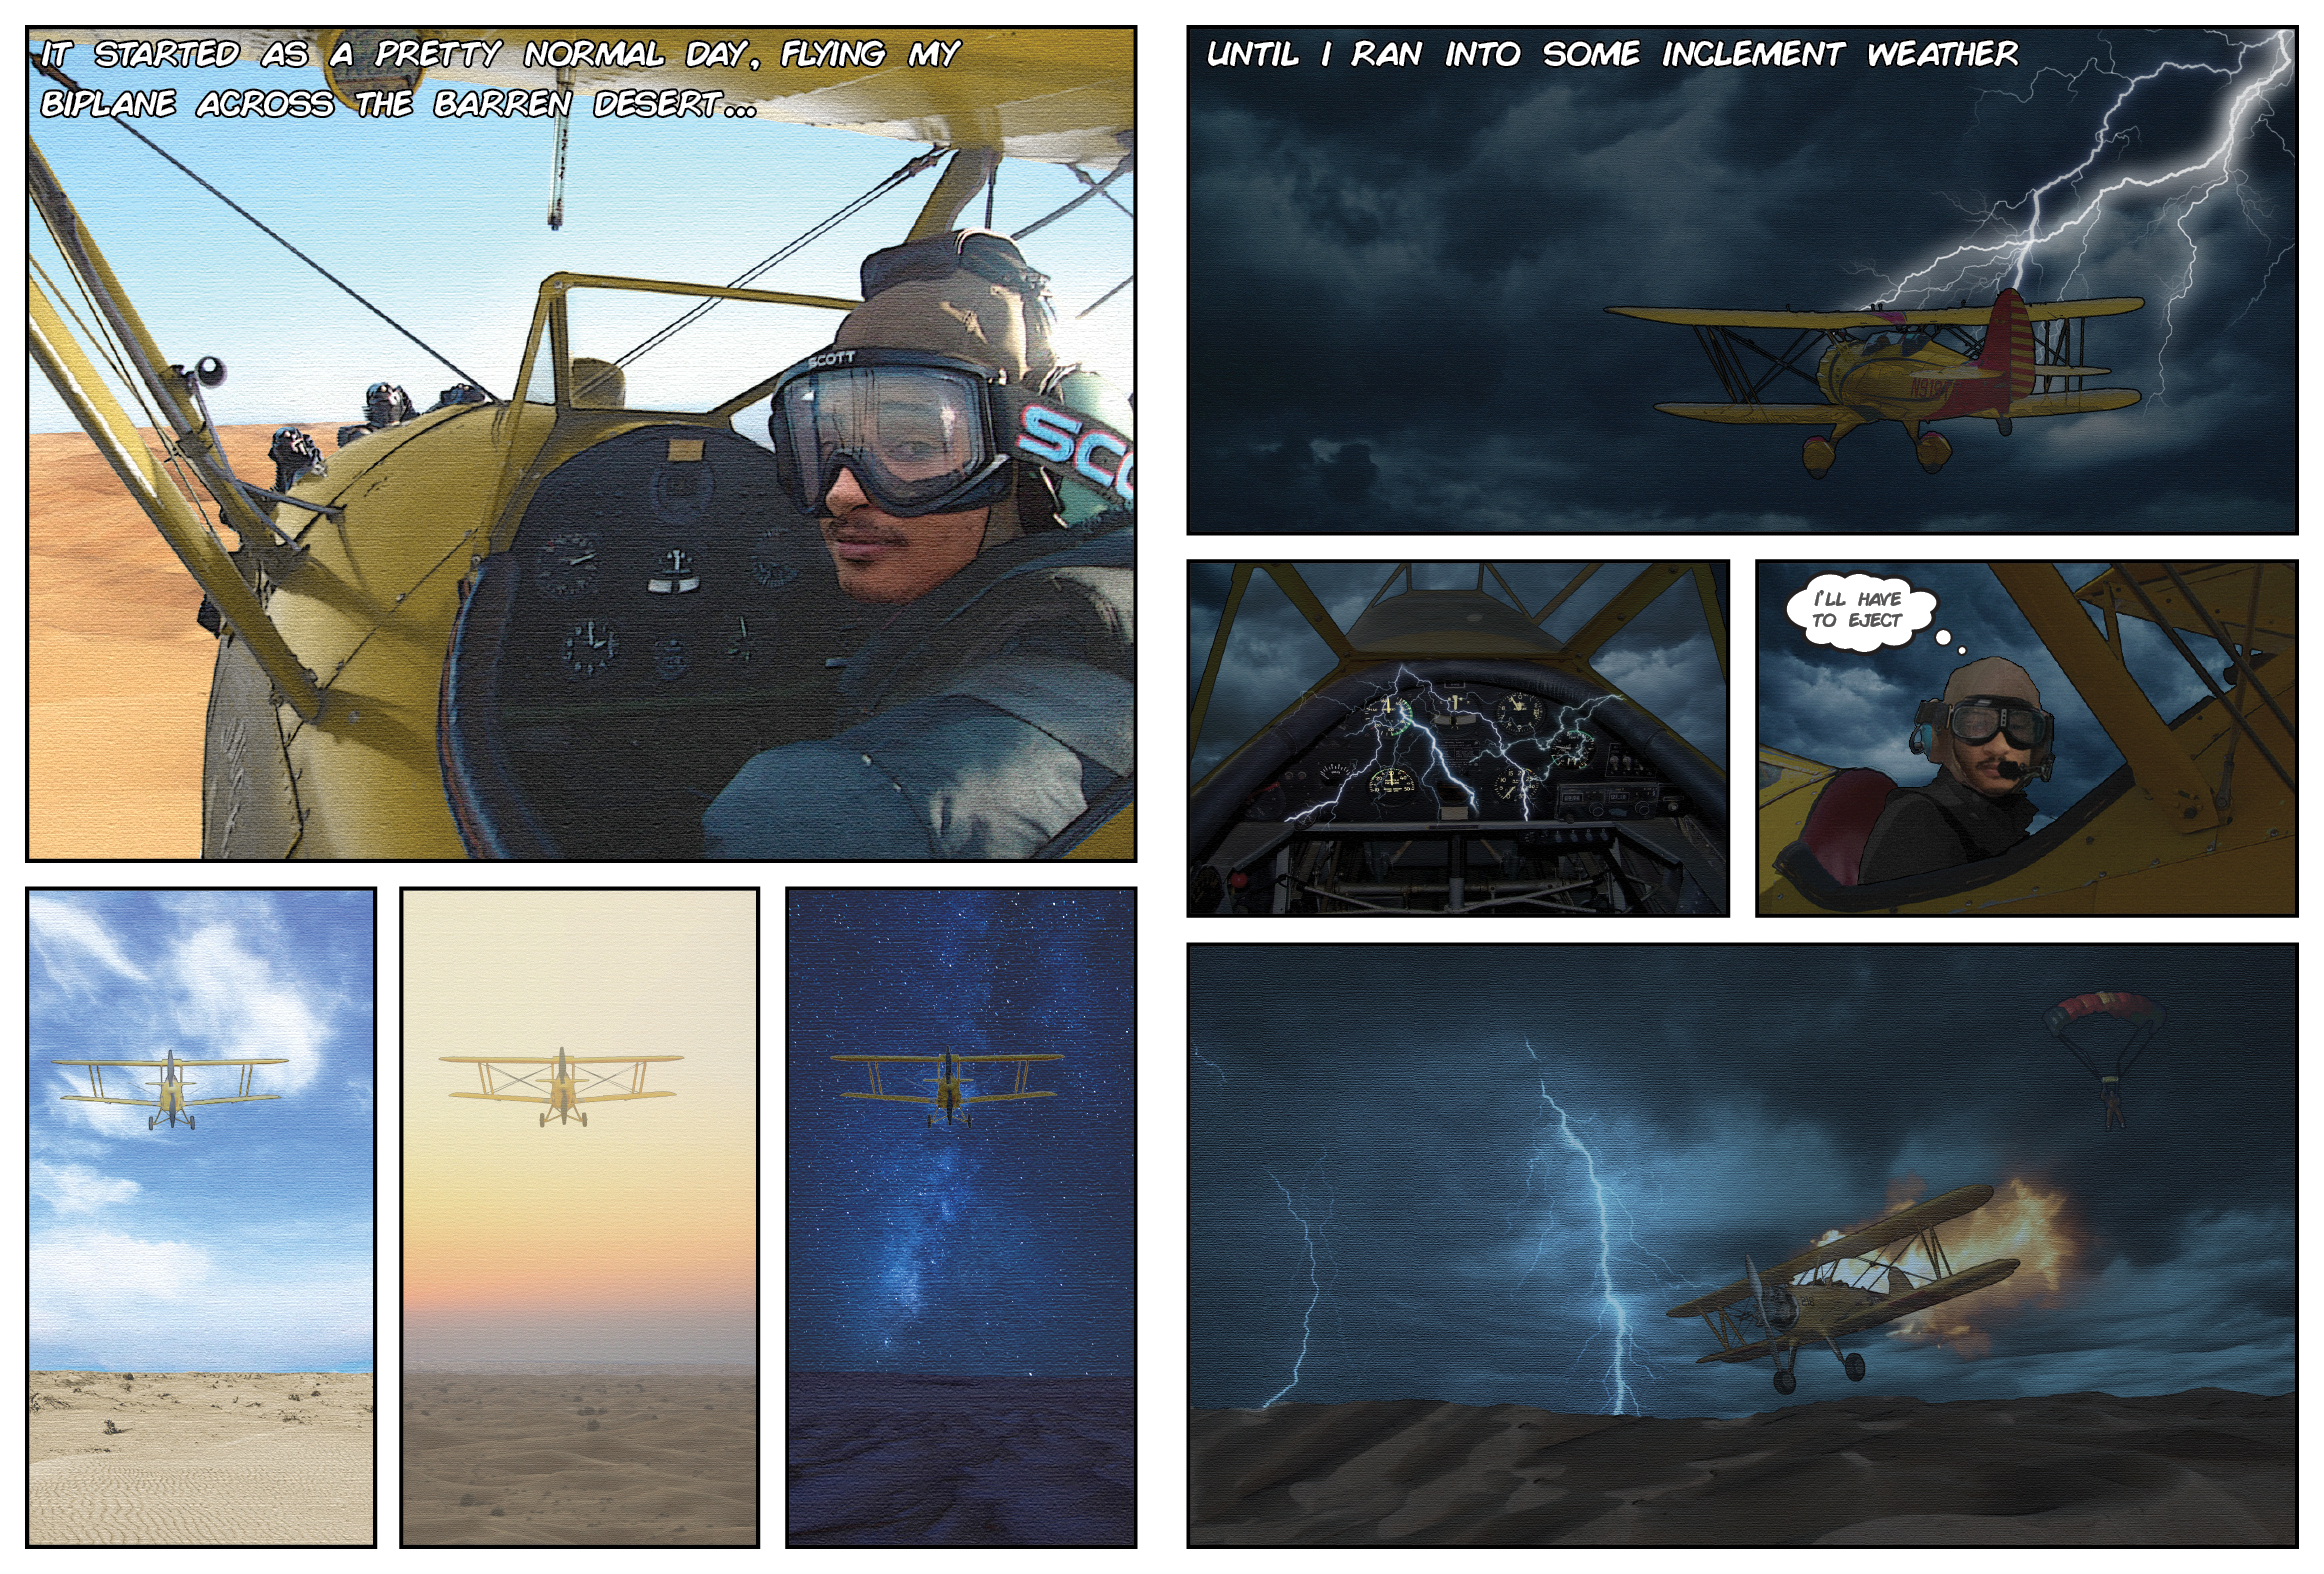 IT STARTED AS A PRETTY NORMAL DAY, FLYING MY
BIPLANE ACROSS THE BARREN DESERT...
SCOTT
UNTIL I RAN INTO SOME INCLEMENT WEATHER
I'LL HAVE
TO EJECT